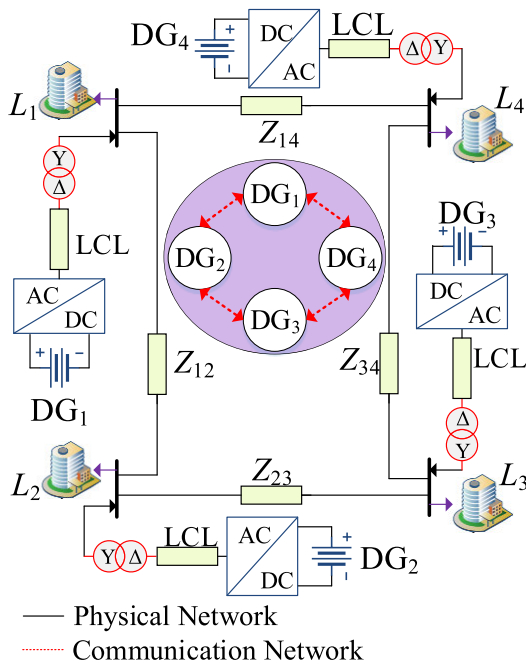 DG4
+
-
DC
AC
LCL
Δ Y
L1
L4
Z14
Y
Δ
LCL
AC
DC
+ −
DG1
DG1
DG2
DG4
DG3
DG3
+ −
DC
AC
LCL
Δ
Y
Z12
Z34
L2
L3
Z23
Y Δ
LCL
AC
DC
+
-
DG2
Physical Network
Communication Network